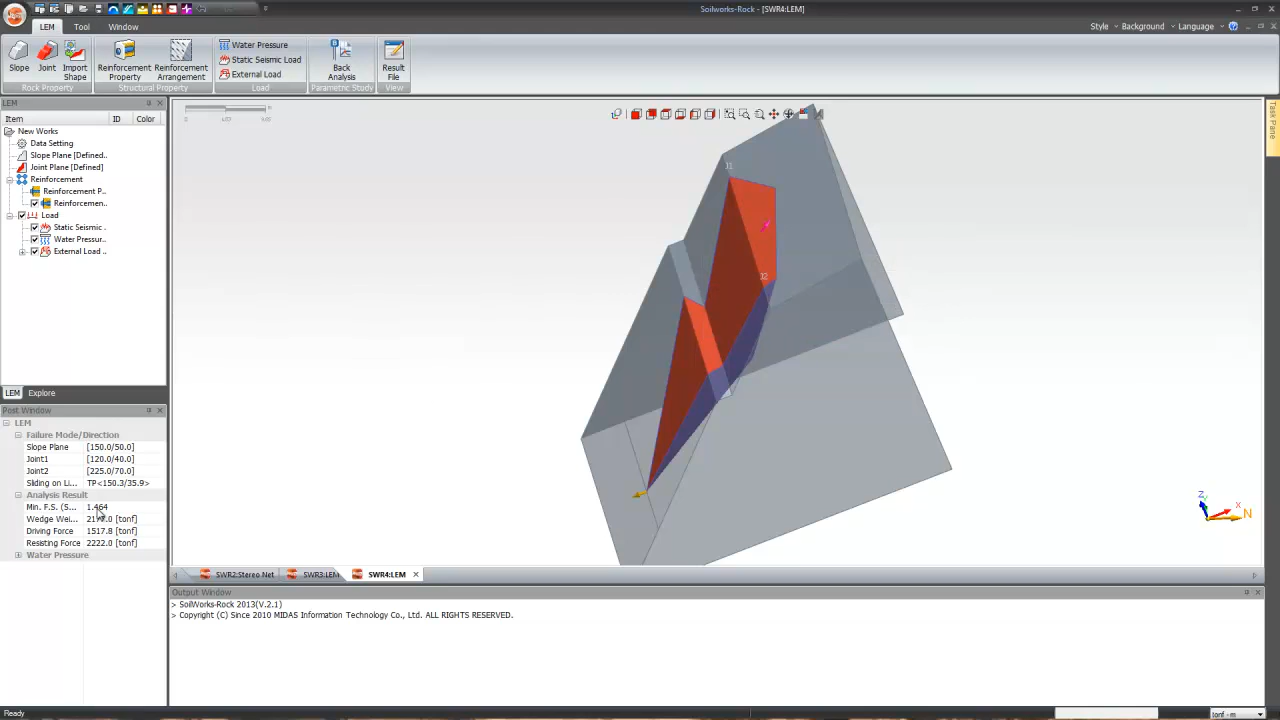 Soilworks-Rock - [SWR4:LEM]
LEM Tool Window
Style Background Language
Slope Joint Import Shape
Rock Property
Reinforcement Property Reinforcement Arrangement
Structural Property
Water Pressure
Static Seismic Load
External Load
Load
Back Analysis
Parametric Study
Result File
View
LEM
Item ID Color
New Works
Data Setting
Slope Plane [Defined..
Joint Plane [Defined]
Reinforcement
Reinforcement P..
Reinforcemen..
Load
Static Seismic .
Water Pressur..
External Load ..
LEM Explore
Post Window
LEM
Failure Mode/Direction
Slope Plane [150.0/50.0]
Joint1 [120.0/40.0]
Joint2 [225.0/70.0]
Sliding on Li... TP<150.3/35.9>
Analysis Result
Min. F.S. (S... 1.464
Wedge Wei... [tonf]
Driving Force 1517.8 [tonf]
Resisting Force 2222.0 [tonf]
Water Pressure
J1
J2
Z
Y
X
N
Task Pane
SWR2:Stereo Net SWR3:LEM SWR4:LEM
Output Window
> SoilWorks-Rock 2013(V.2.1)
> Copyright (C) Since 2010 MIDAS Information Technology Co., Ltd. ALL RIGHTS RESERVED.
Ready
tonf - m